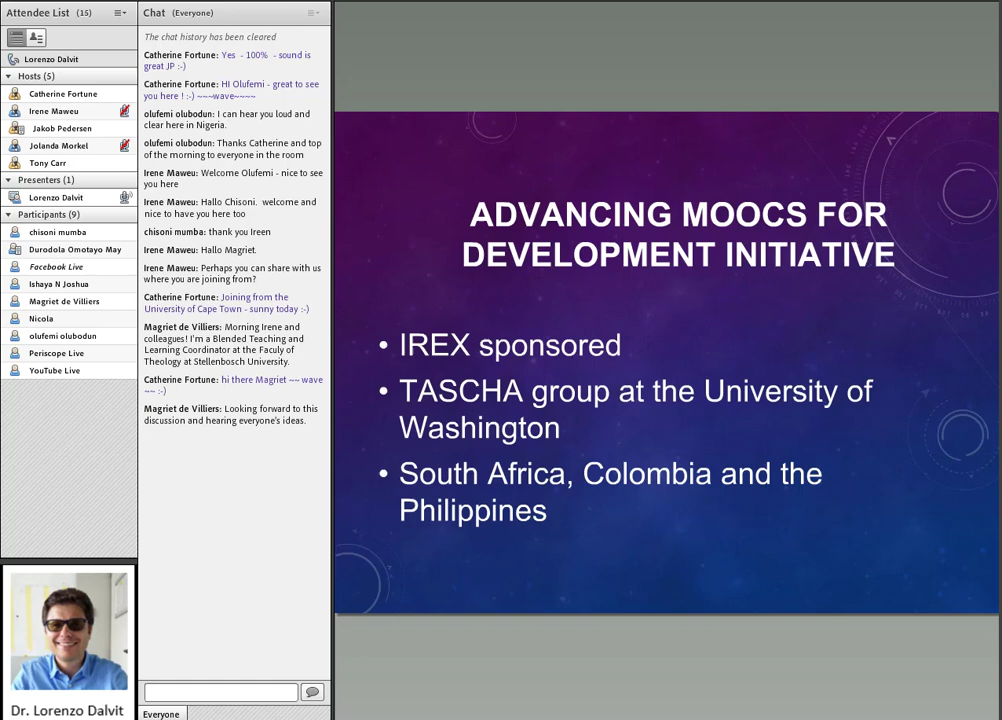 Attendee List (15)
Lorenzo Dalvit
Hosts (5)
Catherine Fortune
Irene Maweu
Jakob Pedersen
Jolanda Morkel
Tony Carr
Presenters (1)
Lorenzo Dalvit
Participants (9)
chisoni mumba
Durodola Omotayo May
Facebook Live
Ishaya N Joshua
Magriet de Villiers
Nicola
olufemi olubodun
Periscope Live
YouTube Live
Dr. Lorenzo Dalvit
Chat (Everyone)
The chat history has been cleared
Catherine Fortune: Yes - 100% - sound is
great JP :-)
Catherine Fortune: HI Olufemi - great to see
you here ! :-) ~~~wave~~~~
olufemi olubodun: I can hear you loud and
clear here in Nigeria.
olufemi olubodun: Thanks Catherine and top
of the morning to everyone in the room
Irene Maweu: Welcome Olufemi - nice to see
you here
Irene Maweu: Hallo Chisoni. welcome and
nice to have you here too
chisoni mumba: thank you Ireen
Irene Maweu: Hallo Magriet.
Irene Maweu: Perhaps you can share with us
where you are joining from?
Catherine Fortune: Joining from the
University of Cape Town - sunny today :-)
Magriet de Villiers: Morning Irene and
colleagues! I'm a Blended Teaching and
Learning Coordinator at the Faculy of
Theology at Stellenbosch University.
Catherine Fortune: hi there Magriet ~~ wave
~~ :-)
Magriet de Villiers: Looking forward to this
discussion and hearing everyone's ideas.
Everyone
ADVANCING MOOCS FOR
DEVELOPMENT INITIATIVE
• IREX sponsored
• TASCHA group at the University of
Washington
• South Africa, Colombia and the
Philippines